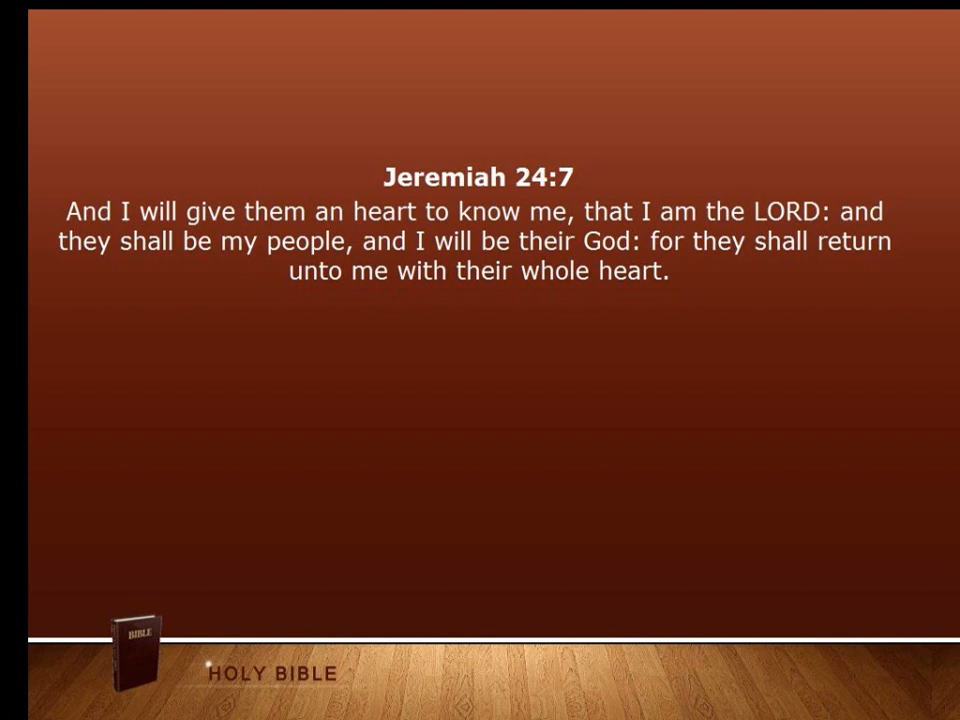 Jeremiah 24:7
And I will give them an heart to know me, that I am the LORD: and
they shall be my people, and I will be their God: for they shall return
unto me with their whole heart.
BIBLE
HOLY BIBLE